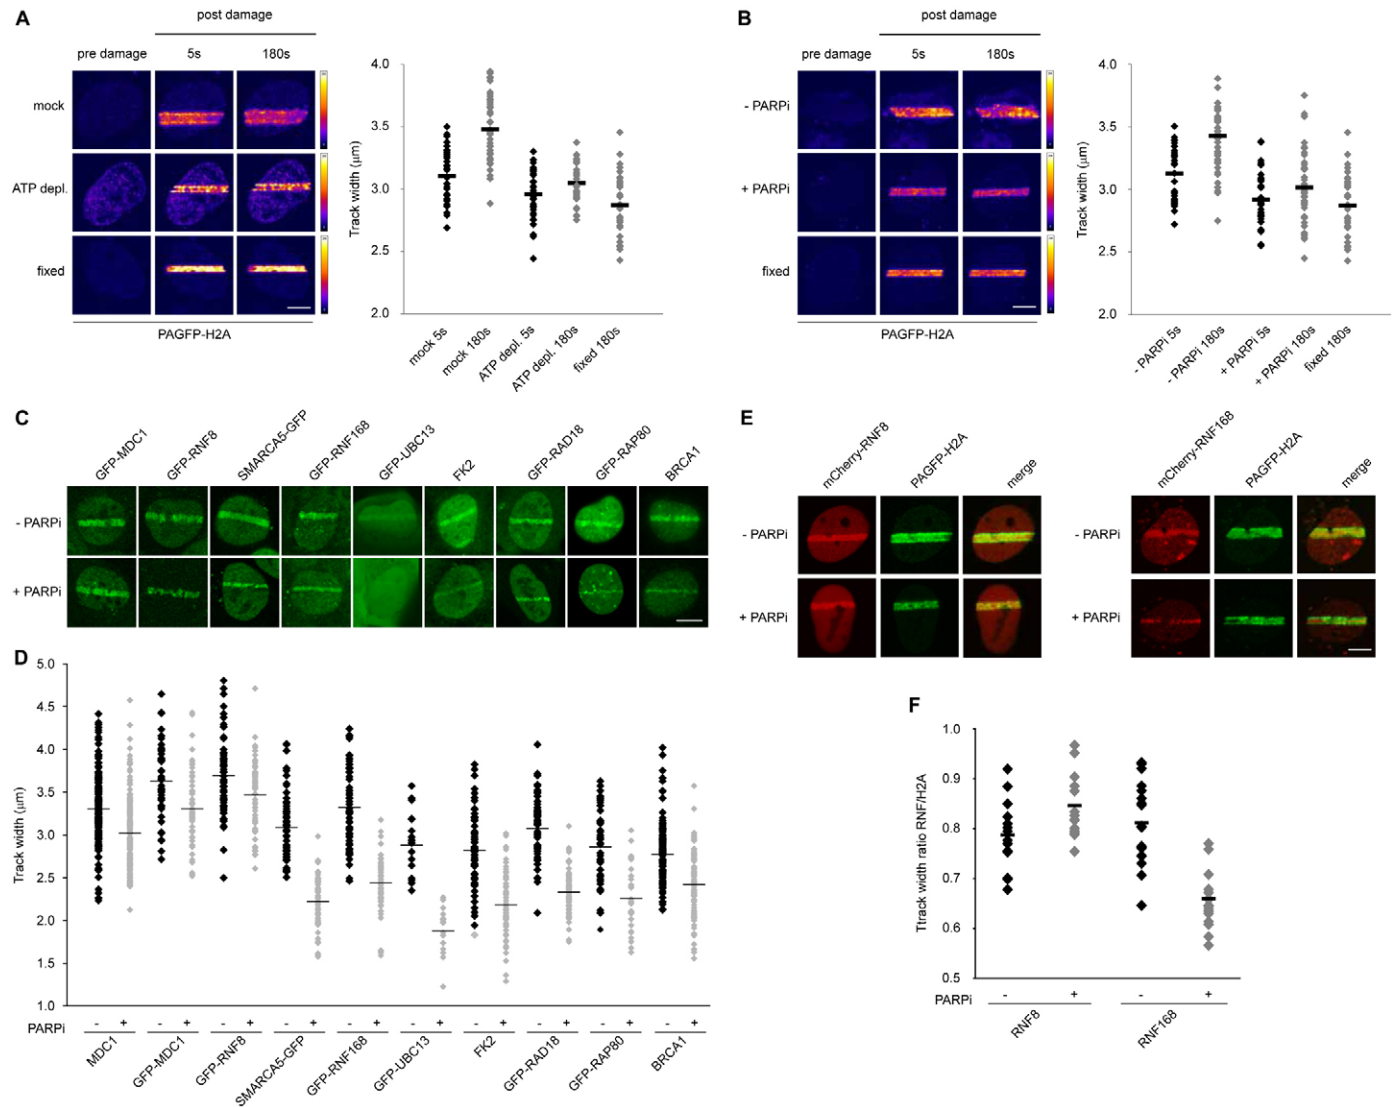 A
post damage
pre damage 5s 180s
mock
ATP depl.
fixed
PAGFP-H2A
4.0
3.5
3.0
2.5
2.0
Track width (μm)
mock 5s
mock 180s
ATP depl. 5s
ATP depl. 180s
fixed 180s
B
post damage
pre damage 5s 180s
- PARPi
+ PARPi
fixed
PAGFP-H2A
4.0
3.5
3.0
2.5
2.0
Track width (μm)
- PARPi 5s
- PARPi 180s
+ PARPi 5s
+ PARPi 180s
fixed 180s
C
GFP-MDC1
GFP-RNF8
SMARCA5-GFP
GFP-RNF168
GFP-UBC13
FK2
GFP-RAD18
GFP-RAP80
BRCA1
- PARPi
+ PARPi
D
5.0
4.5
4.0
3.5
3.0
2.5
2.0
1.5
1.0
Track width (μm)
PARPi - + - + - + - + - + - + - + - + - + - +
MDC1
GFP-MDC1
GFP-RNF8
SMARCA5-GFP
GFP-RNF168
GFP-UBC13
FK2
GFP-RAD18
GFP-RAP80
BRCA1
E
mCherry-RNF8
PAGFP-H2A
merge
- PARPi
+ PARPi
mCherry-RNF168
PAGFP-H2A
merge
- PARPi
+ PARPi
F
1.0
0.9
0.8
0.7
0.6
0.5
Ttrack width ratio RNF/H2A
PARPi - + - +
RNF8
RNF168